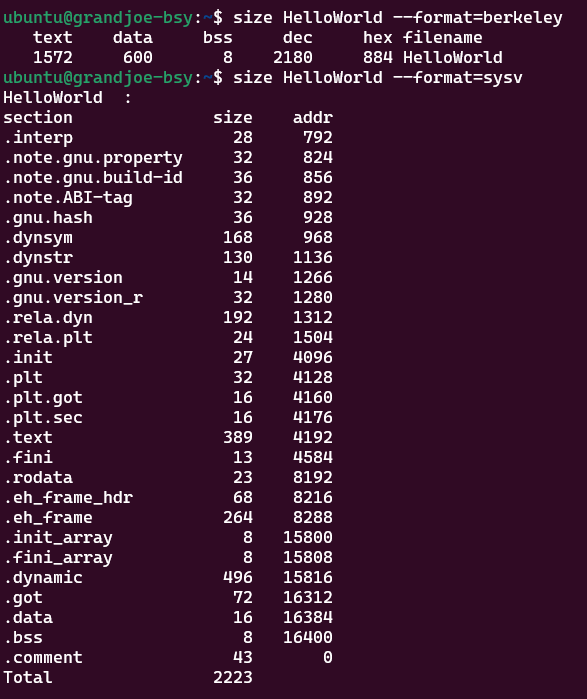 ubuntu@grandjoe-bsy:~$ size HelloWorld --format=berkeley
   text    data     bss     dec     hex filename
   1572     600       8    2180     884 HelloWorld
ubuntu@grandjoe-bsy:~$ size HelloWorld --format=sysv
HelloWorld  :
section              size    addr
.interp                28     792
.note.gnu.property     32     824
.note.gnu.build-id     36     856
.note.ABI-tag          32     892
.gnu.hash              36     928
.dynsym               168     968
.dynstr               130    1136
.gnu.version           14    1266
.gnu.version_r         32    1280
.rela.dyn             192    1312
.rela.plt              24    1504
.init                  27    4096
.plt                   32    4128
.plt.got               16    4160
.plt.sec               16    4176
.text                 389    4192
.fini                  13    4584
.rodata                23    8192
.eh_frame_hdr          68    8216
.eh_frame             264    8288
.init_array             8   15800
.fini_array             8   15808
.dynamic              496   15816
.got                   72   16312
.data                  16   16384
.bss                    8   16400
.comment               43       0
Total                2223